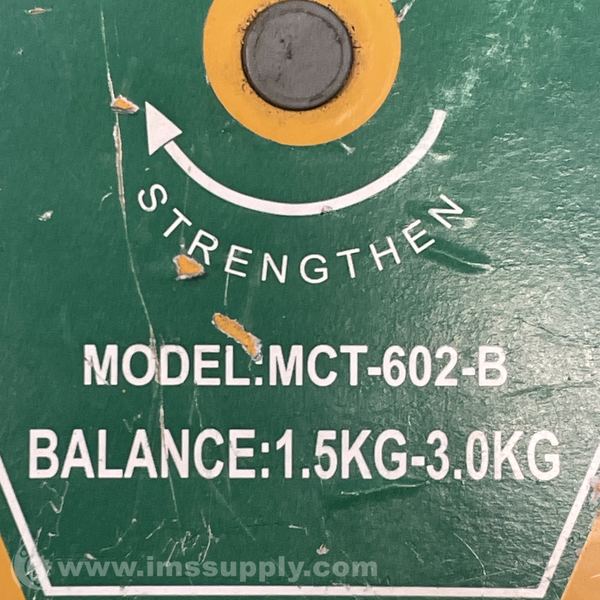 STRENGTHEN
MODEL:MCT-602-B
BALANCE:1.5KG-3.0KG
www.imssupply.com